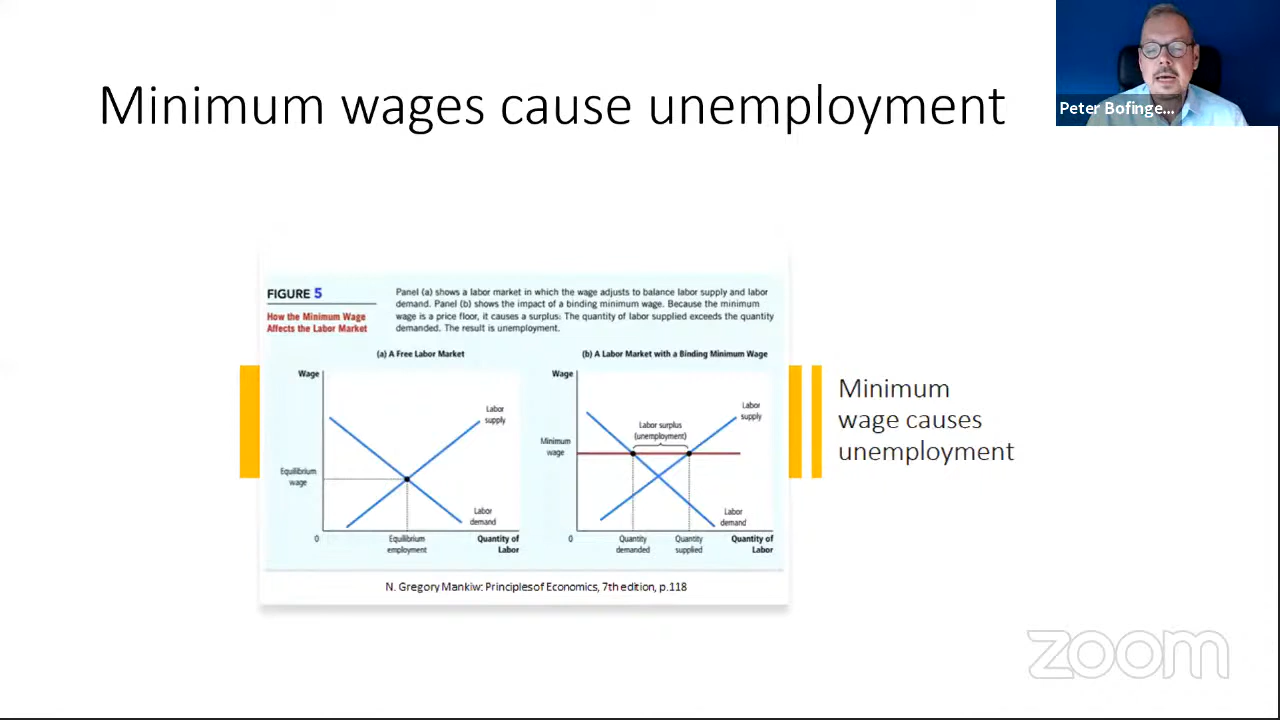 Minimum wages cause unemployment
Peter Bofinge...
FIGURE 5
How the Minimum Wage
Affects the Labor Market
Panel (a) shows a labor market in which the wage adjusts to balance labor supply and labor
demand. Panel (b) shows the impact of a binding minimum wage. Because the minimum
wage is a price floor, it causes a surplus: The quantity of labor supplied exceeds the quantity
demanded. The result is unemployment.
(a) A Free Labor Market
Wage
Labor
supply
Equilibrium
wage
Labor
demand
0
Equilibrium
employment
Quantity of
Labor
(b) A Labor Market with a Binding Minimum Wage
Wage
Labor
supply
Labor surplus
(unemployment)
Minimum
wage
Labor
demand
0
Quantity
demanded
Quantity
supplied
Quantity of
Labor
N. Gregory Mankiw: Principles of Economics, 7th edition, p.118
Minimum
wage causes
unemployment
zoom